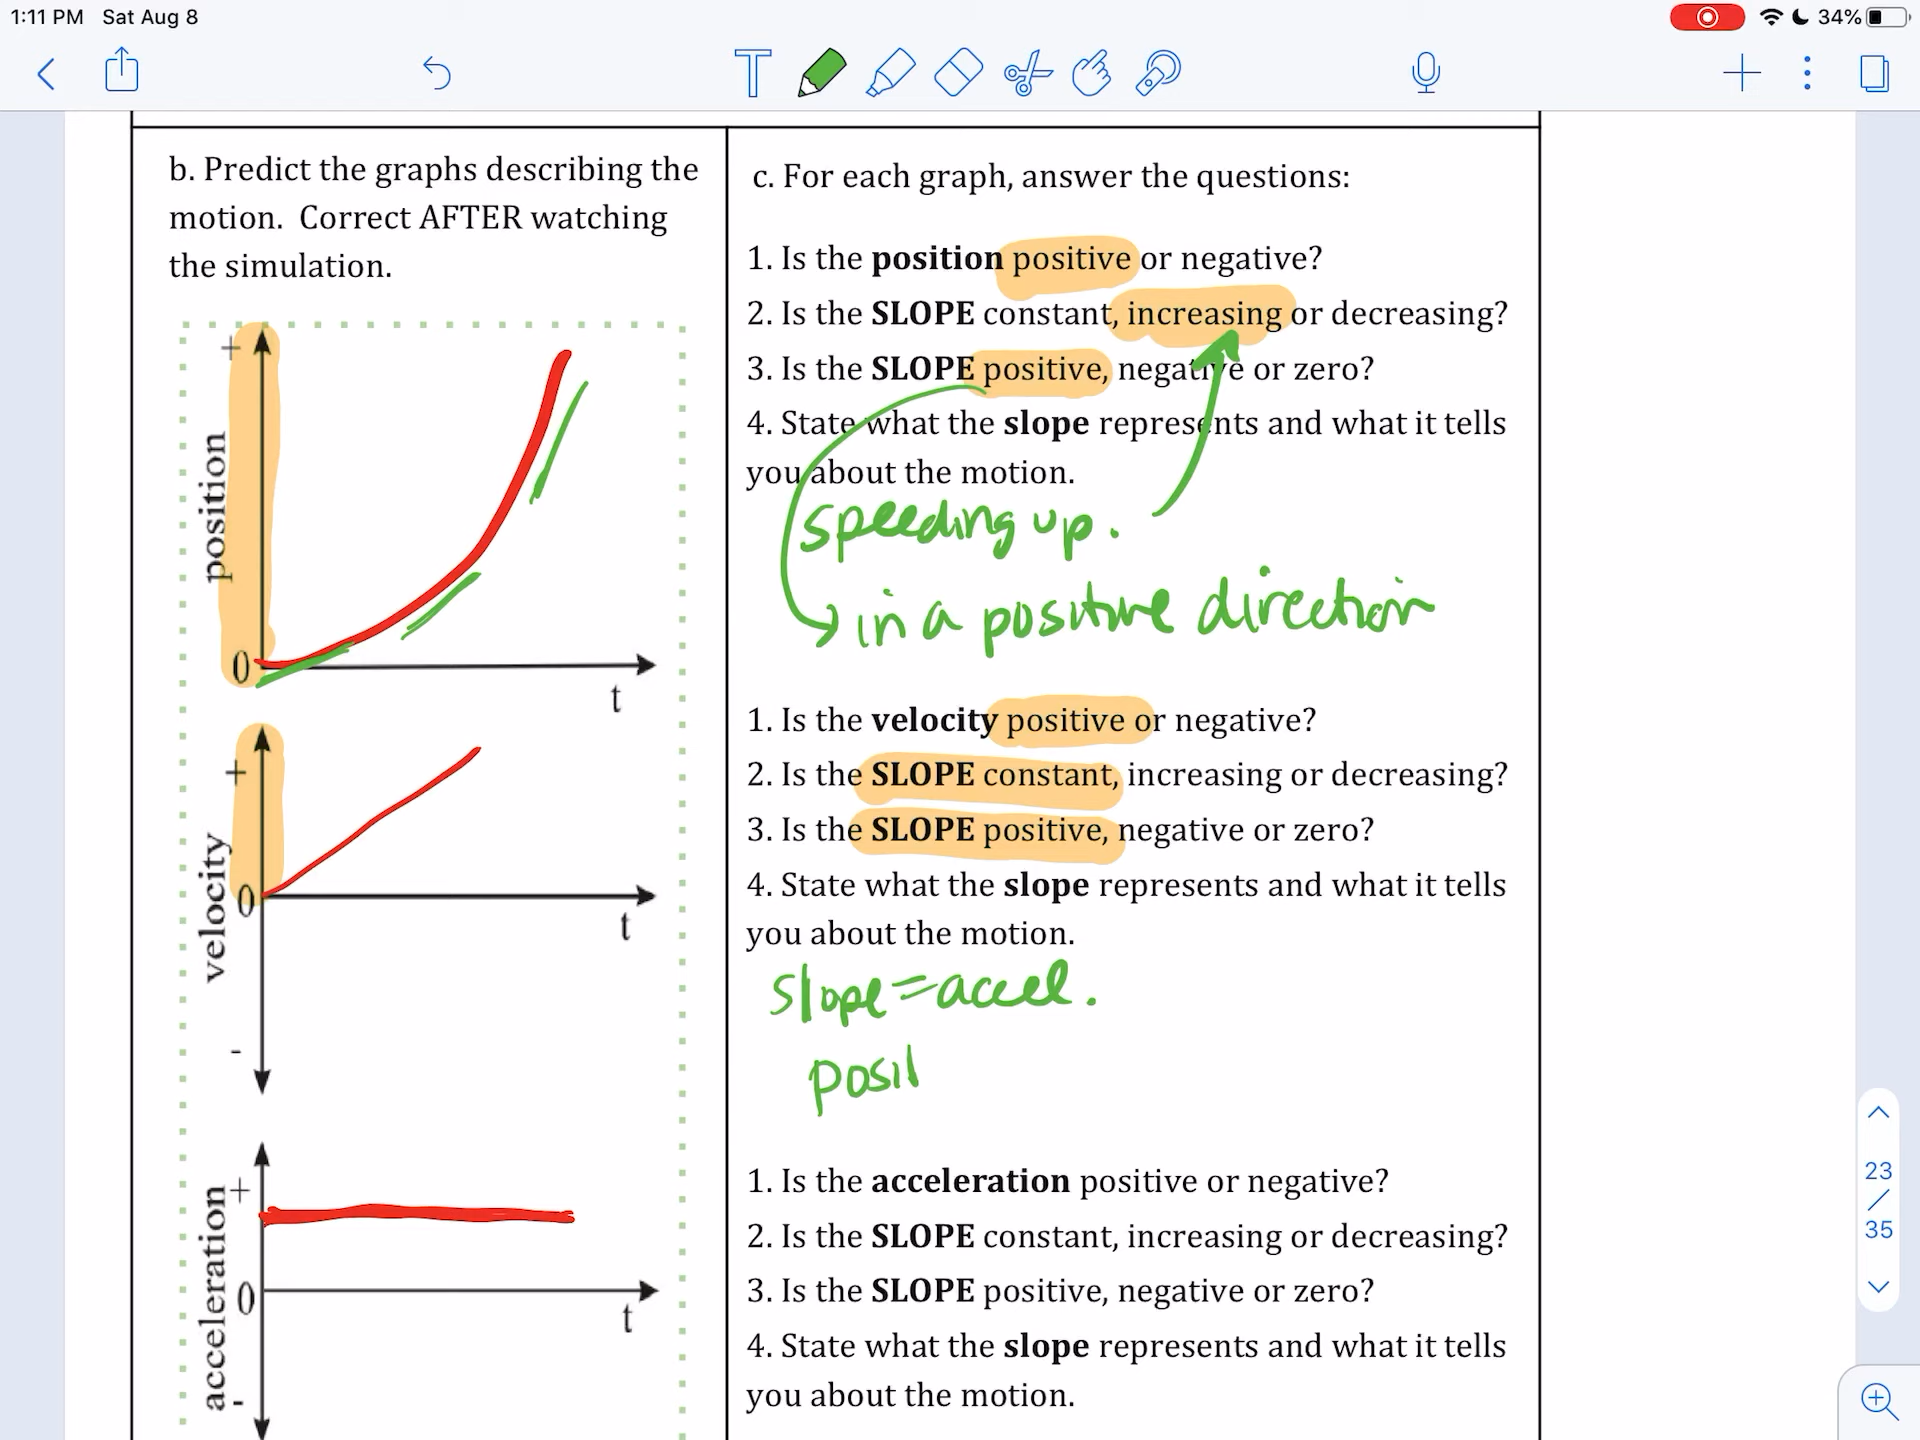 1:11 PM Sat Aug 8
34%
T
b. Predict the graphs describing the
motion. Correct AFTER watching
the simulation.
+
position
0
t
+
velocity
0
t
-
+
acceleration
0
t
-
c. For each graph, answer the questions:
1. Is the position positive or negative?
2. Is the SLOPE constant, increasing or decreasing?
3. Is the SLOPE positive, negative or zero?
4. State what the slope represents and what it tells
you about the motion.
speeding up.
in a positive direction
1. Is the velocity positive or negative?
2. Is the SLOPE constant, increasing or decreasing?
3. Is the SLOPE positive, negative or zero?
4. State what the slope represents and what it tells
you about the motion.
slope = accel.
posit
1. Is the acceleration positive or negative?
2. Is the SLOPE constant, increasing or decreasing?
3. Is the SLOPE positive, negative or zero?
4. State what the slope represents and what it tells
you about the motion.
23
/
35